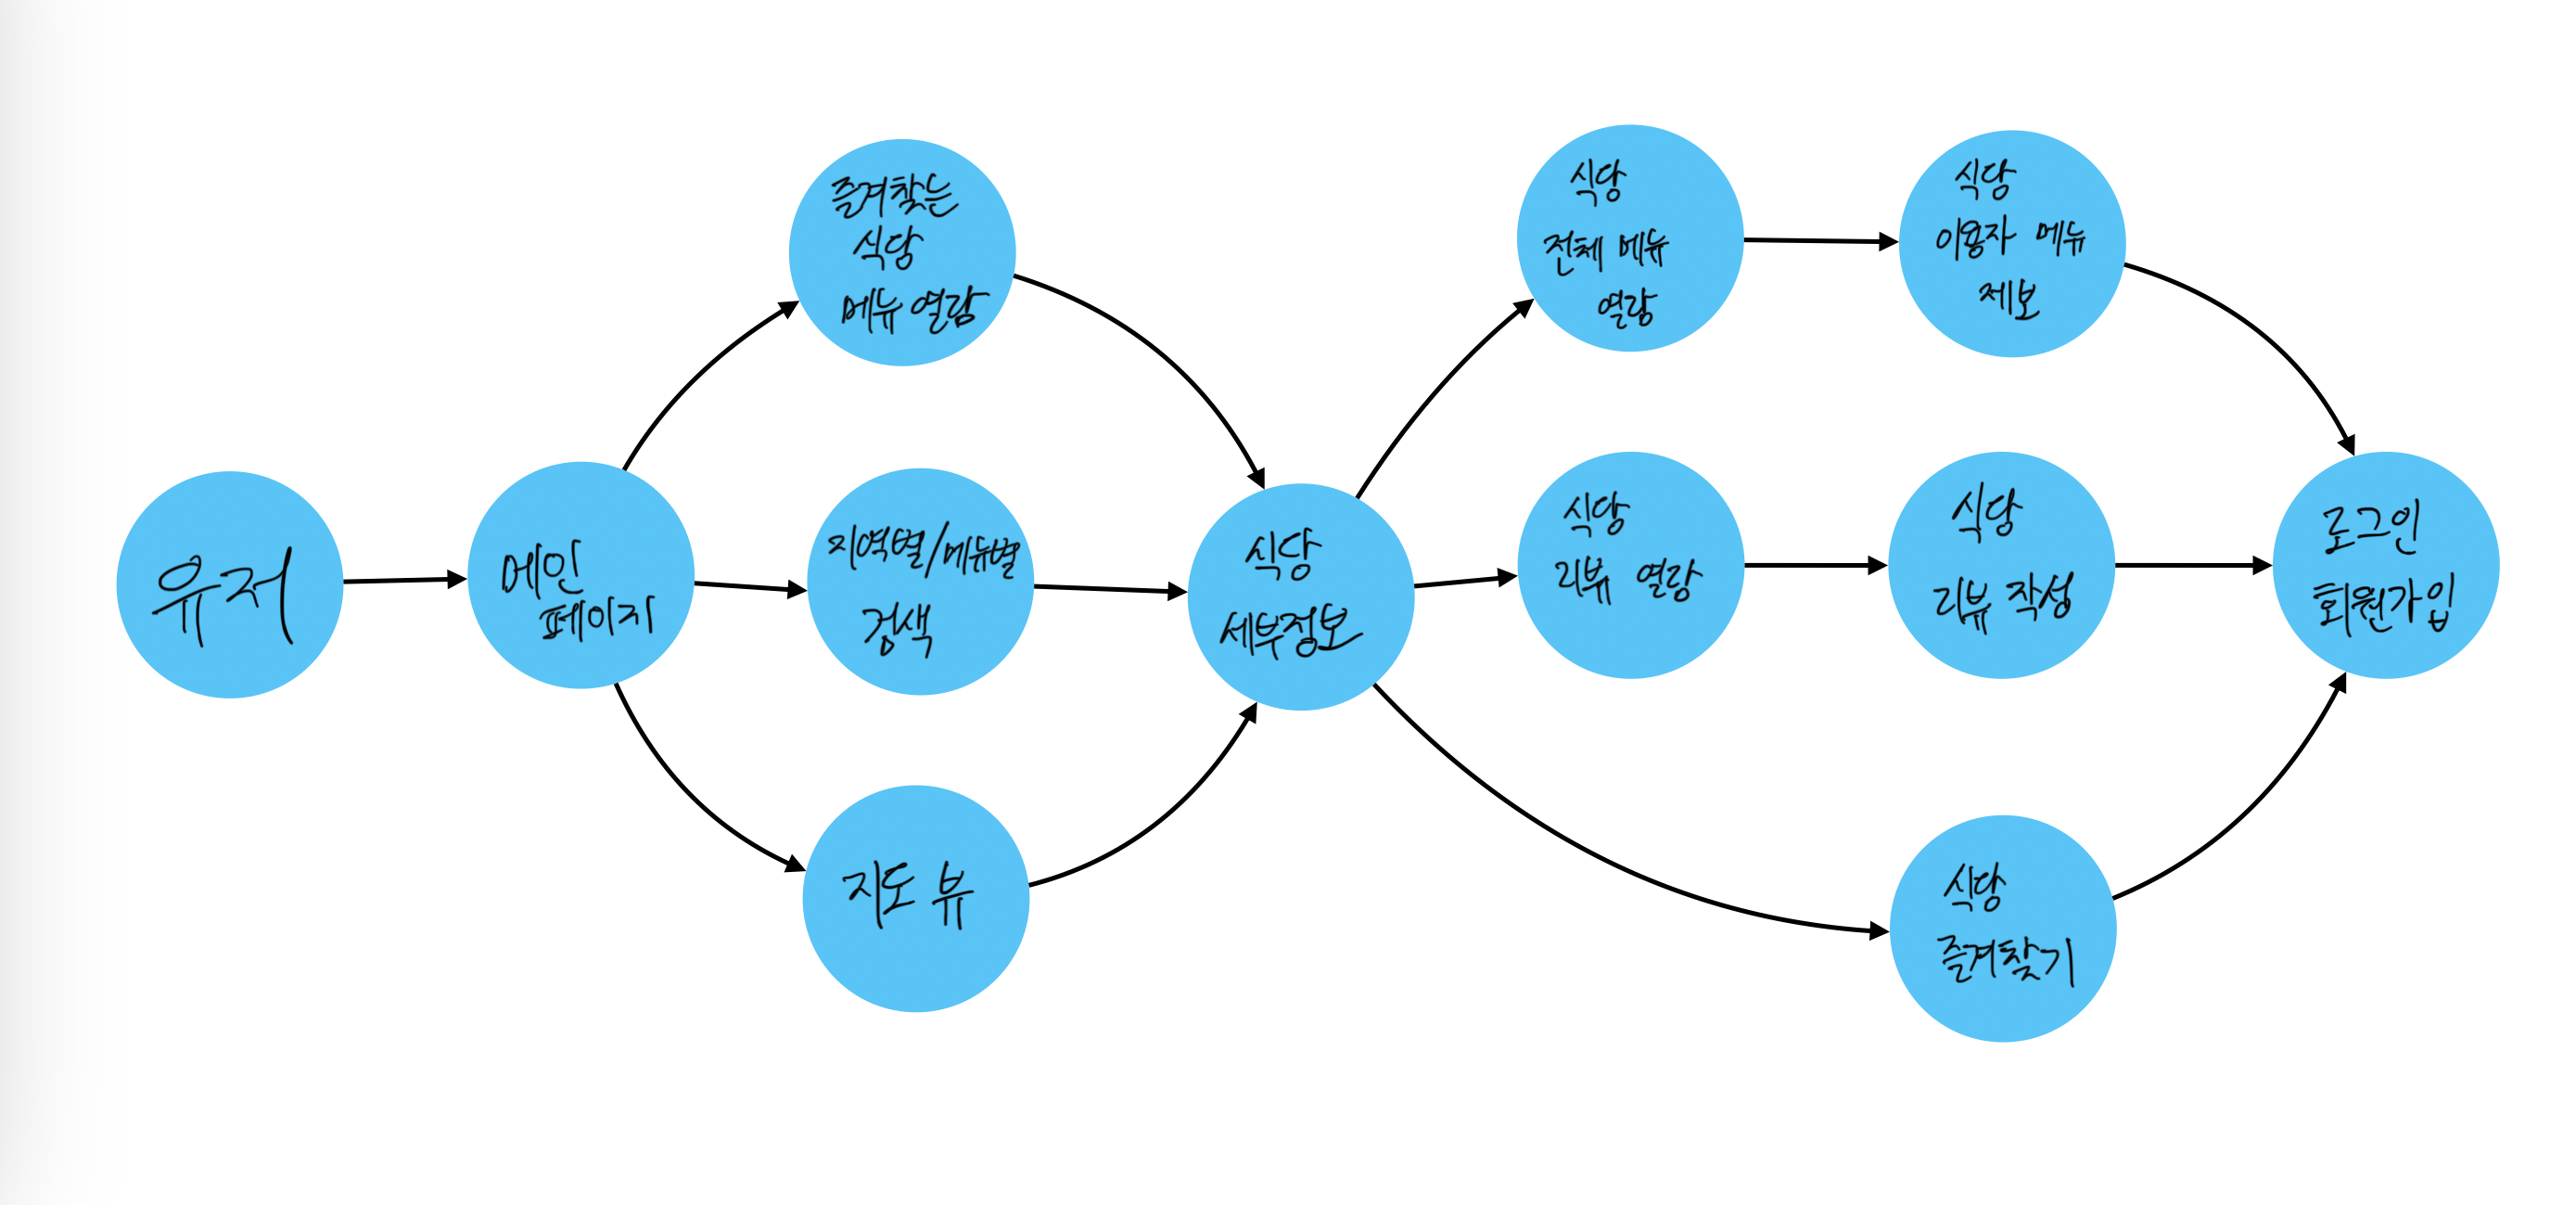 유저
메인
페이지
즐겨찾는
식당
메뉴 열람
지역별/메뉴별
검색
지도 뷰
식당
세부정보
식당
전체 메뉴
열람
식당
이용자 메뉴
제보
식당
리뷰 열람
식당
리뷰 작성
식당
즐겨찾기
로그인
회원가입